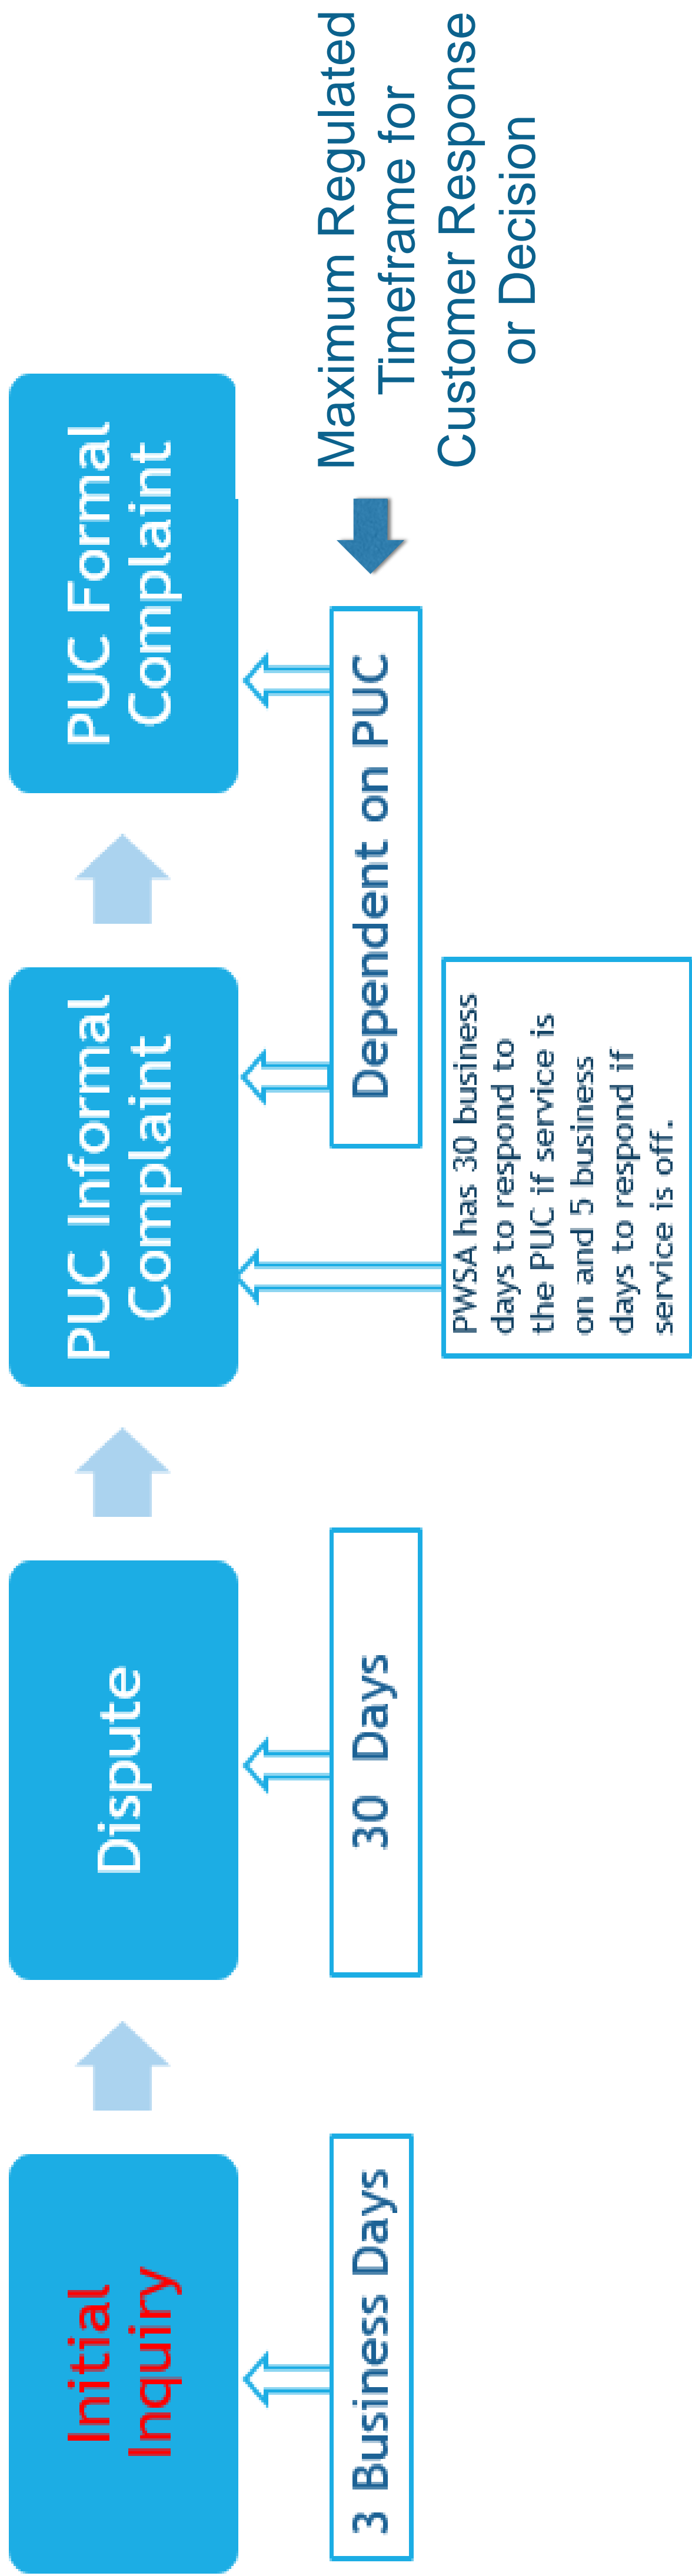 Initial
Inquiry
Dispute
PUC Informal
Complaint
PUC Formal
Complaint
3 Business Days
30 Days
Dependent on PUC
Maximum Regulated
Timeframe for
Customer Response
or Decision
PWSA has 30 business
days to respond to
the PUC if service is
on and 5 business
days to respond if
service is off.